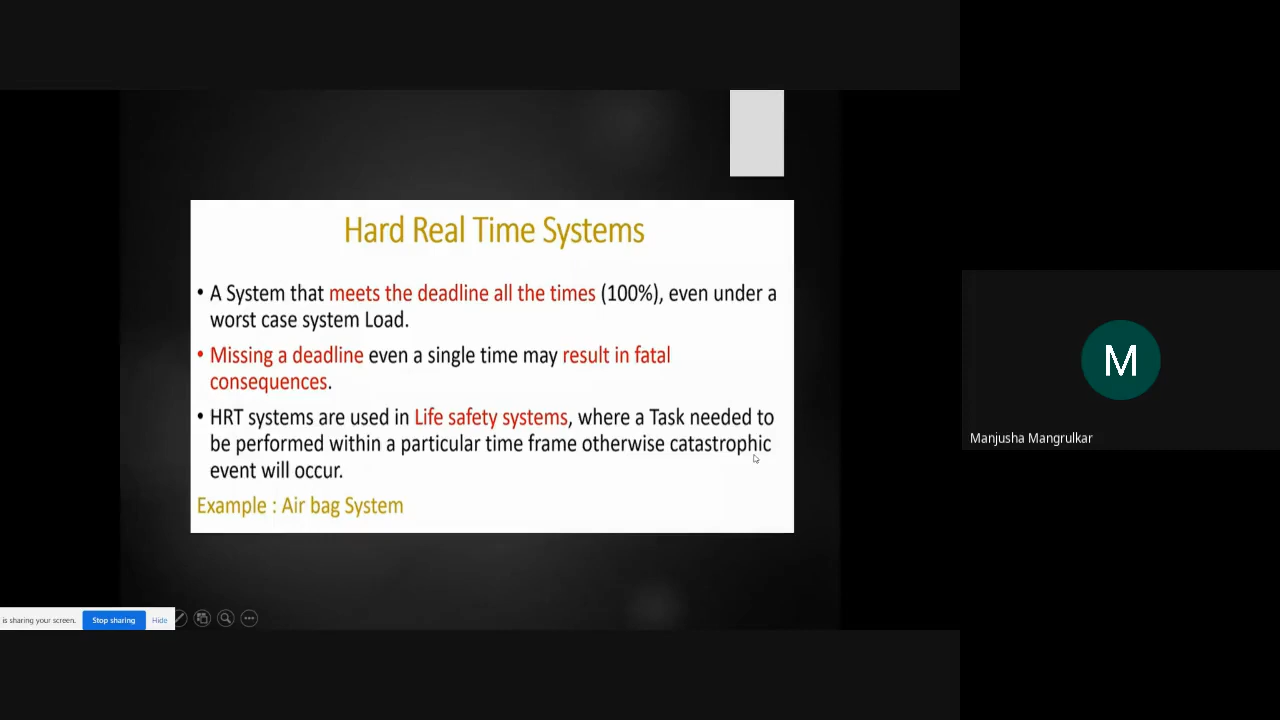 Hard Real Time Systems
• A System that meets the deadline all the times (100%), even under a
worst case system Load.
• Missing a deadline even a single time may result in fatal
consequences.
• HRT systems are used in Life safety systems, where a Task needed to
be performed within a particular time frame otherwise catastrophic
event will occur.
Example : Air bag System
M
Manjusha Mangrulkar
is sharing your screen. Stop sharing Hide